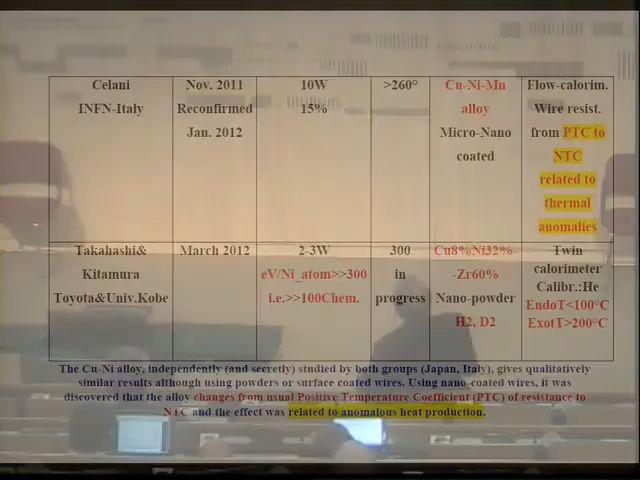 Celani
INFN-Italy
Nov. 2011
Reconfirmed
Jan. 2012
10W
15%
>260°
Cu-Ni-Mn
alloy
Micro-Nano
coated
Flow-calorim.
Wire resist.
from PTC to
NTC
related to
thermal
anomalies
Takahashi&
Kitamura
Toyota&Univ.Kobe
March 2012
2-3W
eV/Ni_atom>>300
i.e.>>100Chem.
300
in
progress
Cu8%Ni32%
-Zr60%
Nano-powder
H2, D2
Twin
calorimeter
Calibr.:He
EndoT<100°C
ExotT>200°C
The Cu-Ni alloy, independently (and secretly) studied by both groups (Japan, Italy), gives qualitatively
similar results although using powders or surface coated wires. Using nano-coated wires, it was
discovered that the alloy changes from usual Positive Temperature Coefficient (PTC) of resistance to
NTC and the effect was related to anomalous heat production.